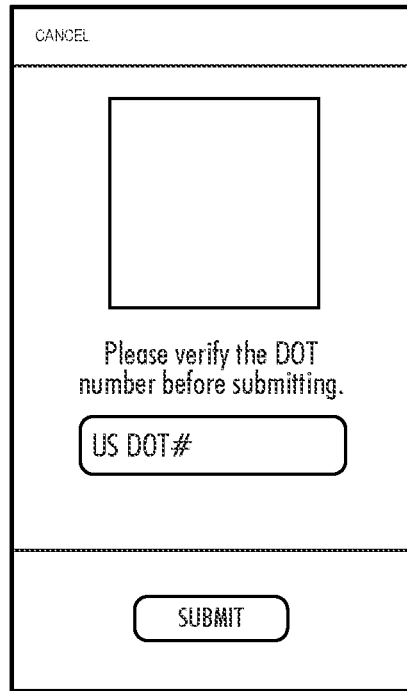 CANCEL
Please verify the DOT
number before submitting.
US DOT#
SUBMIT